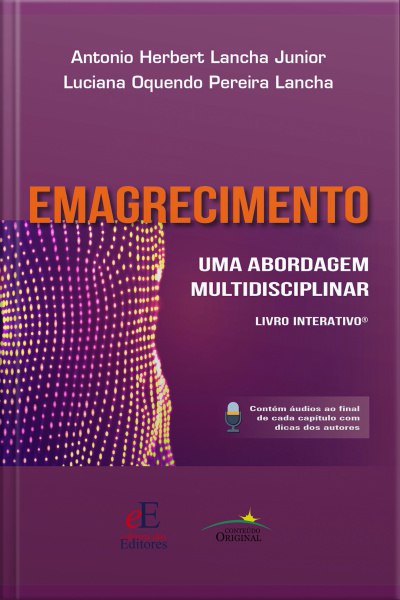 Antonio Herbert Lancha Junior
Luciana Oquendo Pereira Lancha
EMAGRECIMENTO
UMA ABORDAGEM
MULTIDISCIPLINAR
LIVRO INTERATIVO®
Contém áudios ao final
de cada capítulo com
dicas dos autores
eE
Editores
CONTEÚDO
ORIGINAL